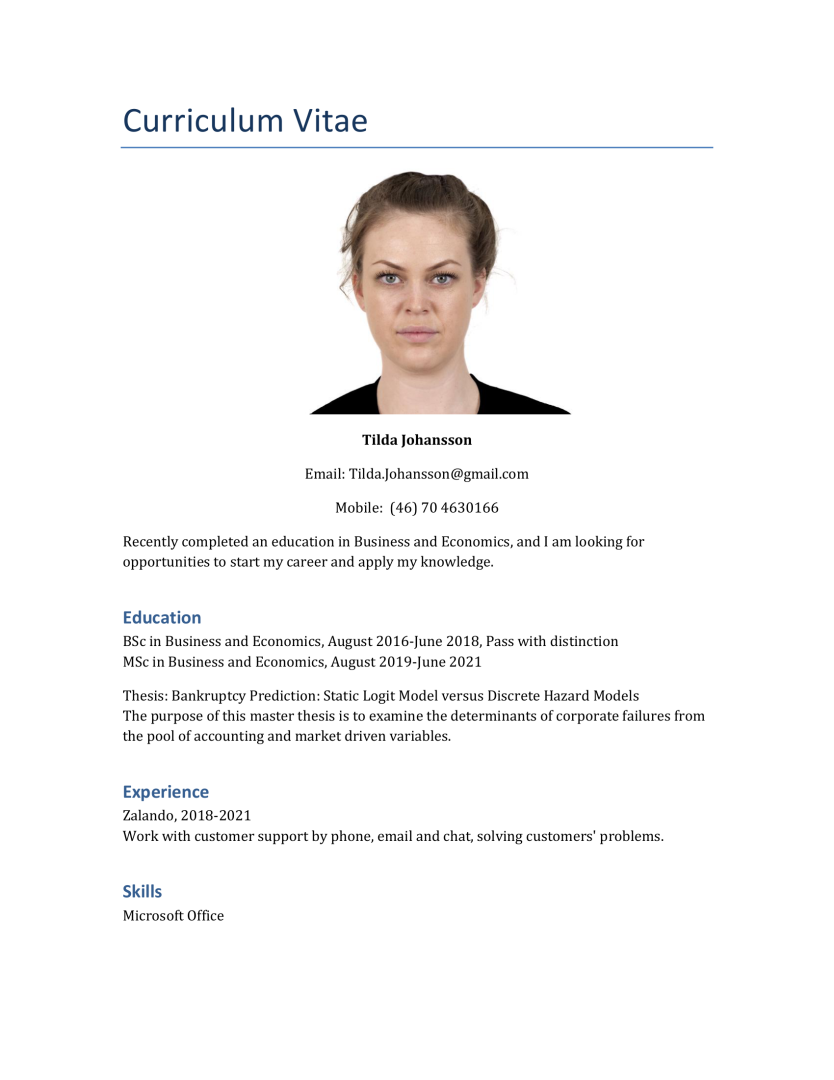 Curriculum Vitae
Tilda Johansson
Email: Tilda.Johansson@gmail.com
Mobile:  (46) 70 4630166
Recently completed an education in Business and Economics, and I am looking for
opportunities to start my career and apply my knowledge.
Education
BSc in Business and Economics, August 2016-June 2018, Pass with distinction
MSc in Business and Economics, August 2019-June 2021
Thesis: Bankruptcy Prediction: Static Logit Model versus Discrete Hazard Models
The purpose of this master thesis is to examine the determinants of corporate failures from
the pool of accounting and market driven variables.
Experience
Zalando, 2018-2021
Work with customer support by phone, email and chat, solving customers' problems.
Skills
Microsoft Office